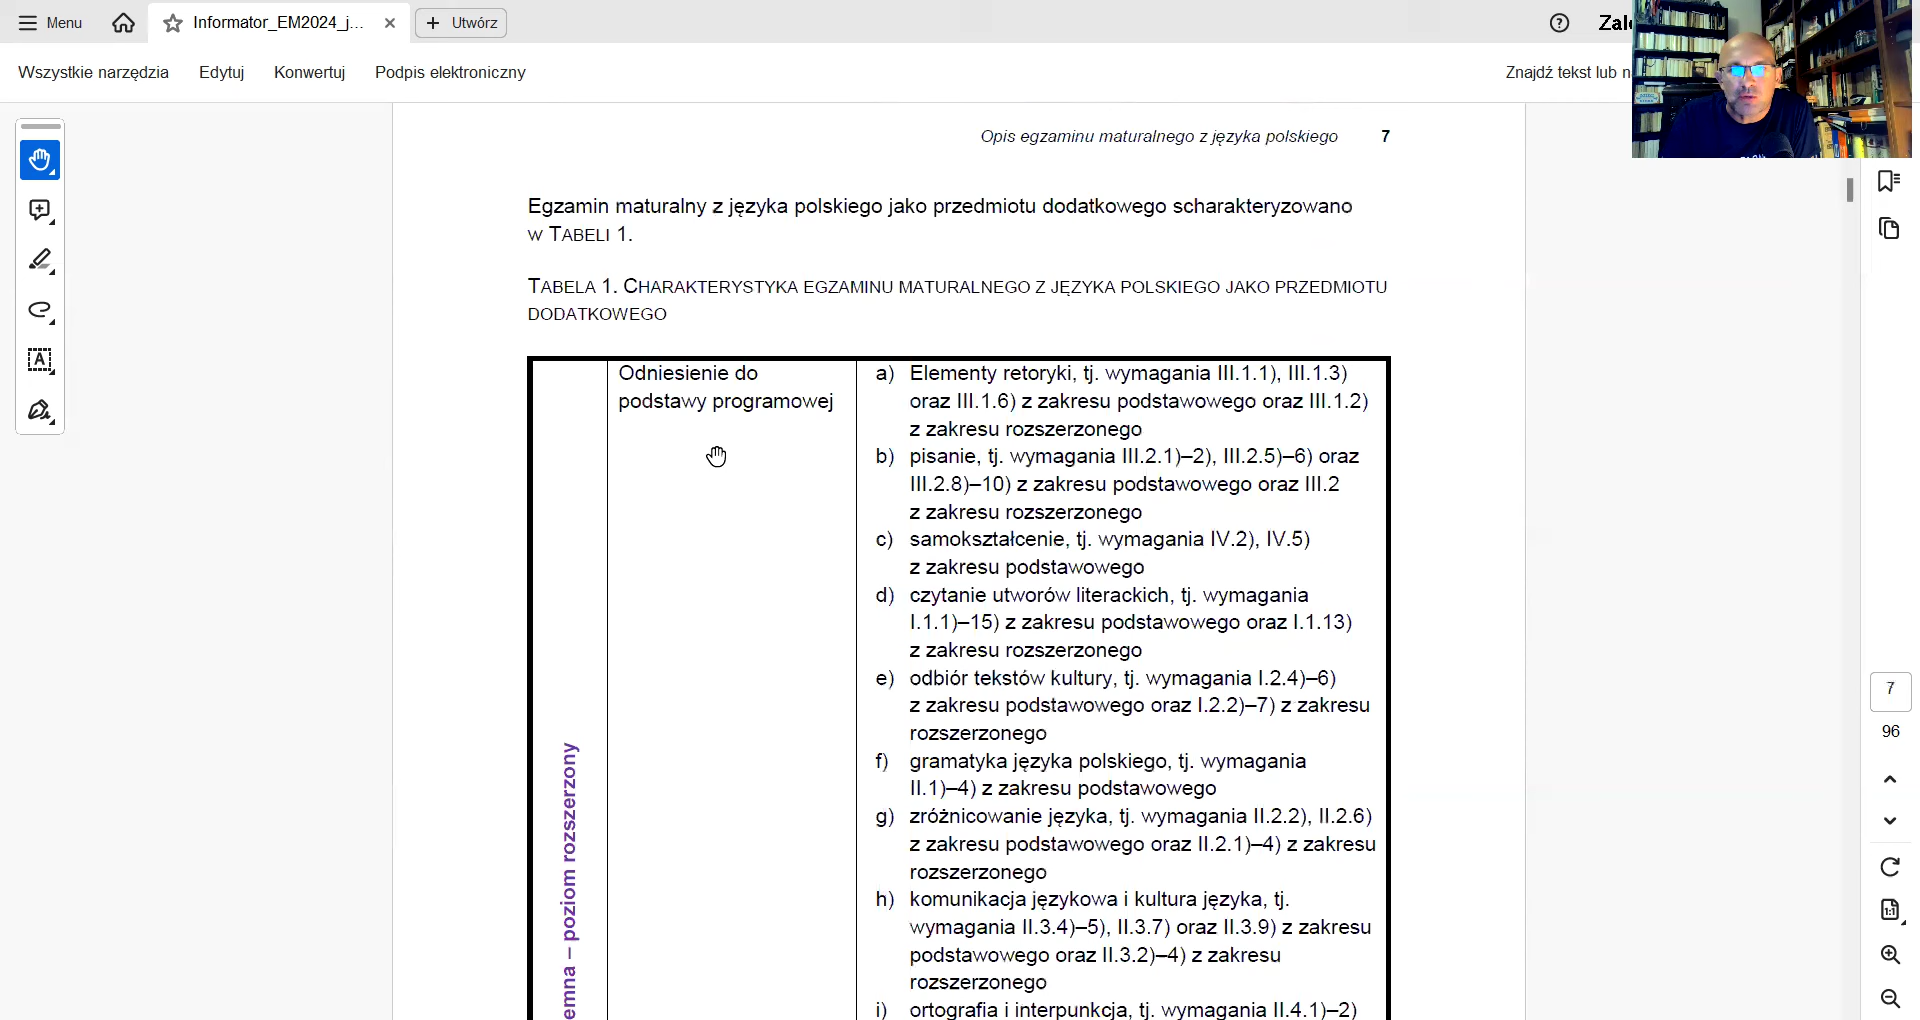 Menu
Informator_EM2024_j...
Utwórz
Zal
Wszystkie narzędzia
Edytuj
Konwertuj
Podpis elektroniczny
Znajdź tekst lub n
Opis egzaminu maturalnego z języka polskiego 7
Egzamin maturalny z języka polskiego jako przedmiotu dodatkowego scharakteryzowano
w TABELI 1.
TABELA 1. CHARAKTERYSTYKA EGZAMINU MATURALNEGO Z JĘZYKA POLSKIEGO JAKO PRZEDMIOTU
DODATKOWEGO
emna – poziom rozszerzony
Odniesienie do
podstawy programowej
a) Elementy retoryki, tj. wymagania III.1.1), III.1.3)
oraz III.1.6) z zakresu podstawowego oraz III.1.2)
z zakresu rozszerzonego
b) pisanie, tj. wymagania III.2.1)–2), III.2.5)–6) oraz
III.2.8)–10) z zakresu podstawowego oraz III.2
z zakresu rozszerzonego
c) samokształcenie, tj. wymagania IV.2), IV.5)
z zakresu podstawowego
d) czytanie utworów literackich, tj. wymagania
I.1.1)–15) z zakresu podstawowego oraz I.1.13)
z zakresu rozszerzonego
e) odbiór tekstów kultury, tj. wymagania I.2.4)–6)
z zakresu podstawowego oraz I.2.2)–7) z zakresu
rozszerzonego
f) gramatyka języka polskiego, tj. wymagania
II.1)–4) z zakresu podstawowego
g) zróżnicowanie języka, tj. wymagania II.2.2), II.2.6)
z zakresu podstawowego oraz II.2.1)–4) z zakresu
rozszerzonego
h) komunikacja językowa i kultura języka, tj.
wymagania II.3.4)–5), II.3.7) oraz II.3.9) z zakresu
podstawowego oraz II.3.2)–4) z zakresu
rozszerzonego
i) ortografia i interpunkcja, tj. wymagania II.4.1)–2)
7
96